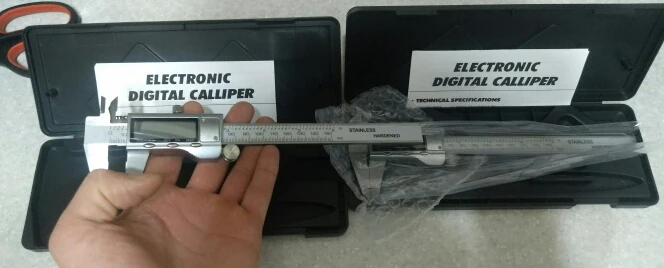 ELECTRONIC
DIGITAL CALLIPER
ELECTRONIC
DIGITAL CALLIPER
TECHNICAL SPECIFICATIONS
STAINLESS
HARDENED
STAINLESS